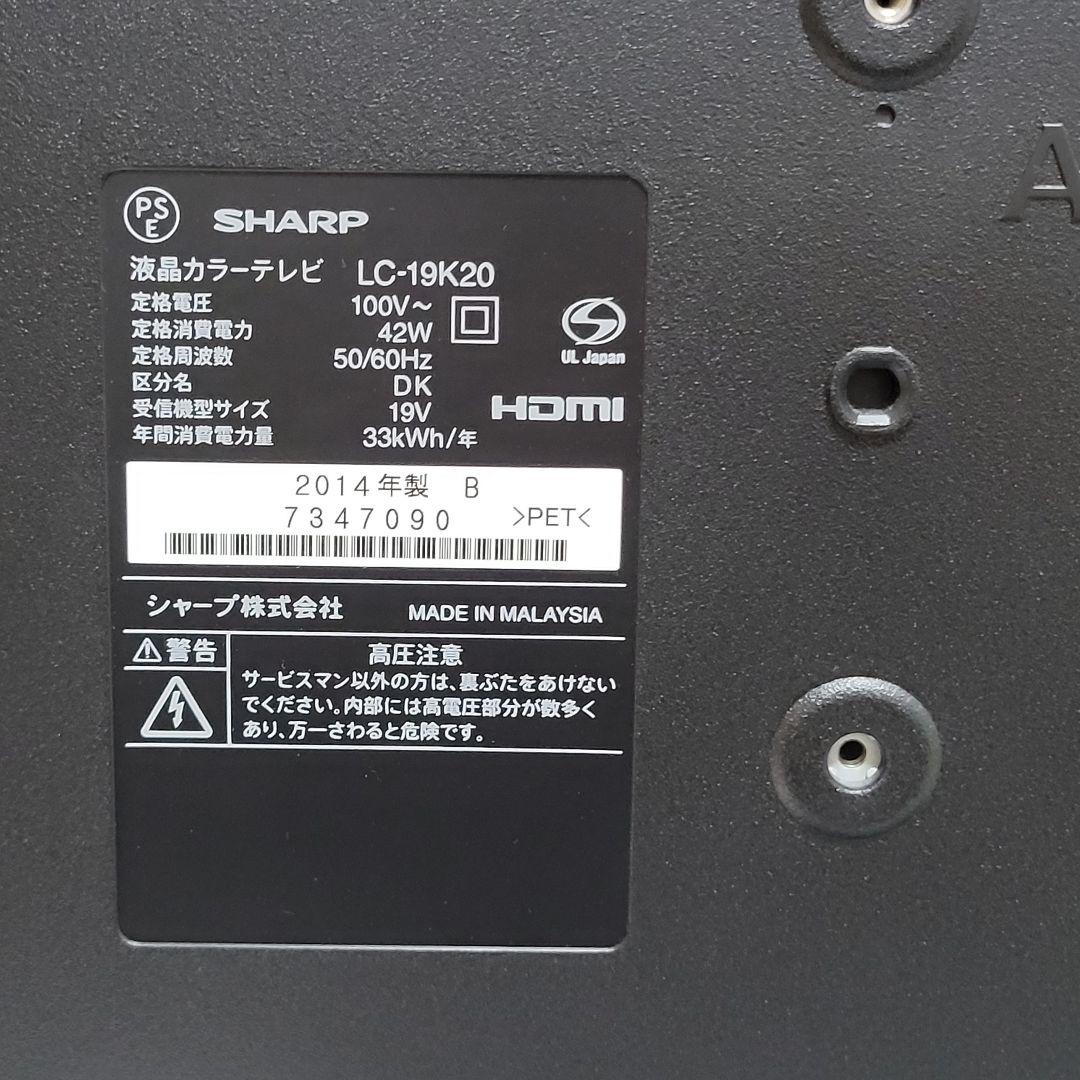 PSE
SHARP
液晶カラーテレビ LC-19K20
定格電圧 100V～
定格消費電力 42W
定格周波数 50/60Hz
区分名 DK
受信機型サイズ 19V
年間消費電力量 33kWh/年
UL Japan
HDMI
2014年製 B
7347090 >PET<
シャープ株式会社 MADE IN MALAYSIA
警告
高圧注意
サービスマン以外の方は、裏ぶたをあけない
でください。内部には高電圧部分が数多く
あり、万一さわると危険です。
A